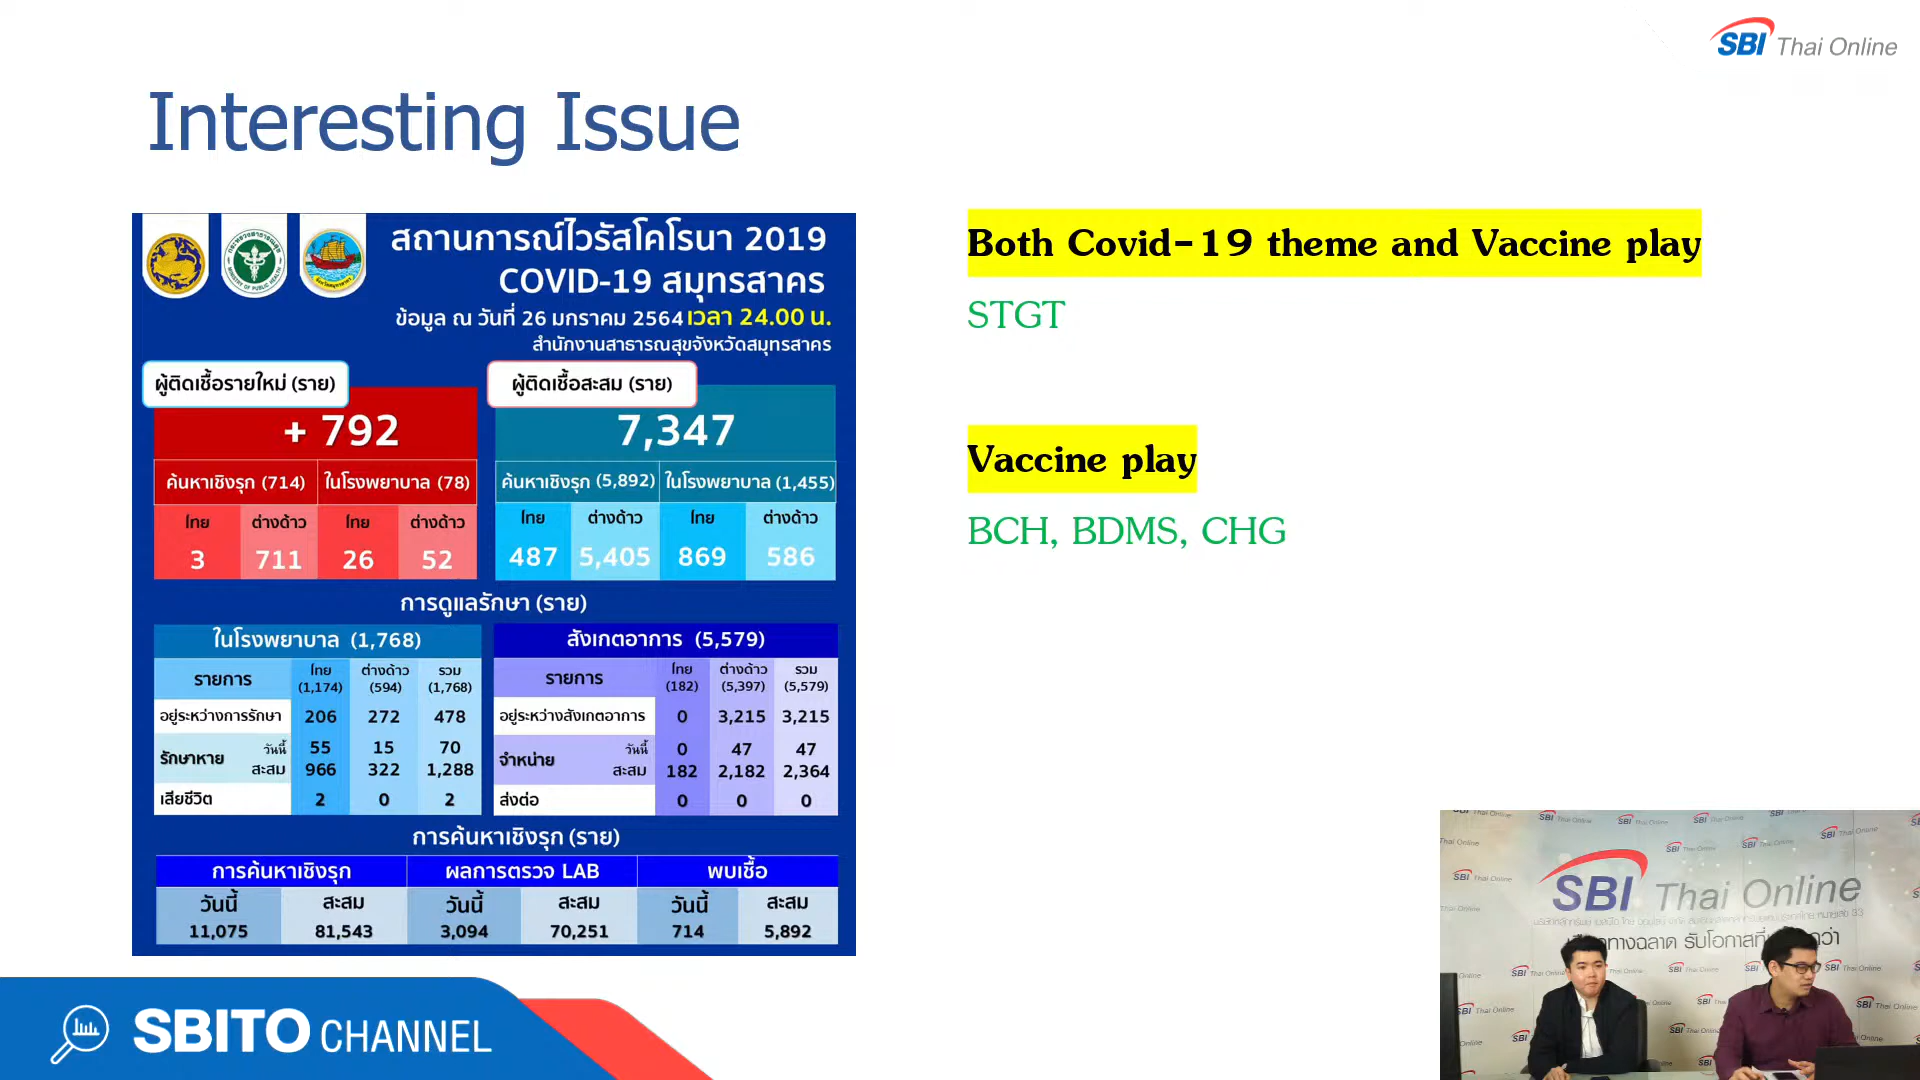 SBI Thai Online
Interesting Issue
สถานการณ์ไวรัสโคโรนา 2019
COVID-19 สมุทรสาคร
ข้อมูล ณ วันที่ 26 มกราคม 2564 เวลา 24.00 น.
สำนักงานสาธารณสุขจังหวัดสมุทรสาคร
ผู้ติดเชื้อรายใหม่ (ราย)
+ 792
ค้นหาเชิงรุก (714) ในโรงพยาบาล (78)
ไทย ต่างด้าว ไทย ต่างด้าว
3 711 26 52
ผู้ติดเชื้อสะสม (ราย)
7,347
ค้นหาเชิงรุก (5,892) ในโรงพยาบาล (1,455)
ไทย ต่างด้าว ไทย ต่างด้าว
487 5,405 869 586
การดูแลรักษา (ราย)
ในโรงพยาบาล (1,768)
รายการ ไทย (1,174) ต่างด้าว (594) รวม (1,768)
อยู่ระหว่างการรักษา 206 272 478
รักษาหาย วันนี้ 55 15 70
สะสม 966 322 1,288
เสียชีวิต 2 0 2
สังเกตอาการ (5,579)
รายการ ไทย (182) ต่างด้าว (5,397) รวม (5,579)
อยู่ระหว่างสังเกตอาการ 0 3,215 3,215
จำหน่าย วันนี้ 0 47 47
สะสม 182 2,182 2,364
ส่งต่อ 0 0 0
การค้นหาเชิงรุก (ราย)
การค้นหาเชิงรุก ผลการตรวจ LAB พบเชื้อ
วันนี้ สะสม วันนี้ สะสม วันนี้ สะสม
11,075 81,543 3,094 70,251 714 5,892
Both Covid-19 theme and Vaccine play
STGT
Vaccine play
BCH, BDMS, CHG
SBI Thai Online
SBITO CHANNEL